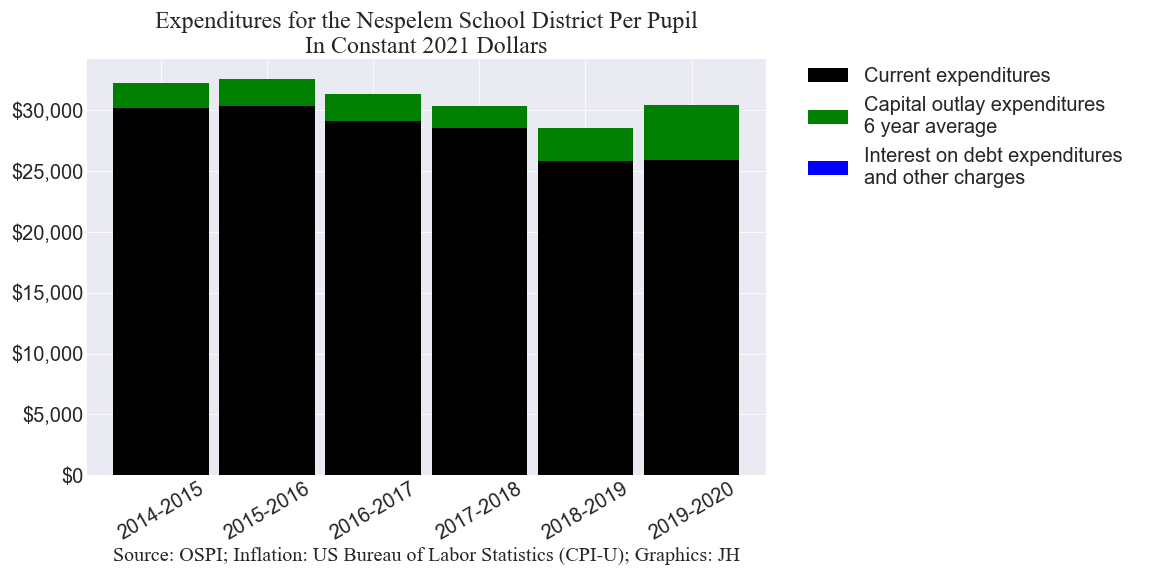 Expenditures for the Nespelem School District Per Pupil
In Constant 2021 Dollars
$30,000
$25,000
$20,000
$15,000
$10,000
$5,000
$0
2014-2015
2015-2016
2016-2017
2017-2018
2018-2019
2019-2020
Source: OSPI; Inflation: US Bureau of Labor Statistics (CPI-U); Graphics: JH
Current expenditures
Capital outlay expenditures
6 year average
Interest on debt expenditures
and other charges